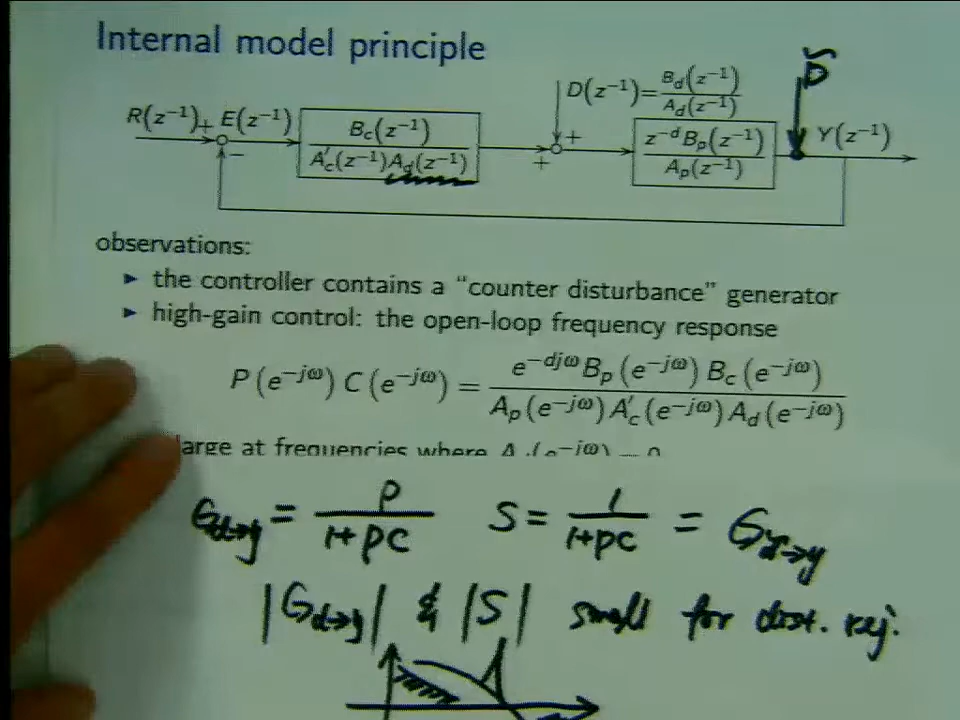 Internal model principle
D̃
D(z⁻¹)=B_d(z⁻¹)/A_d(z⁻¹)
R(z⁻¹) + E(z⁻¹) B_c(z⁻¹)/A′_c(z⁻¹)A_d(z⁻¹) + + z⁻ᵈB_p(z⁻¹)/A_p(z⁻¹) Y(z⁻¹)
−
observations:
► the controller contains a “counter disturbance” generator
► high-gain control: the open-loop frequency response
P(e^{−jω}) C(e^{−jω}) = e^{−djω}B_p(e^{−jω}) B_c(e^{−jω}) / A_p(e^{−jω}) A′_c(e^{−jω}) A_d(e^{−jω})
large at frequencies where
G_{d→y} = P/(1+PC) S = 1/(1+PC) = G
|G_{d→y}| & |S| small for dist. rej.